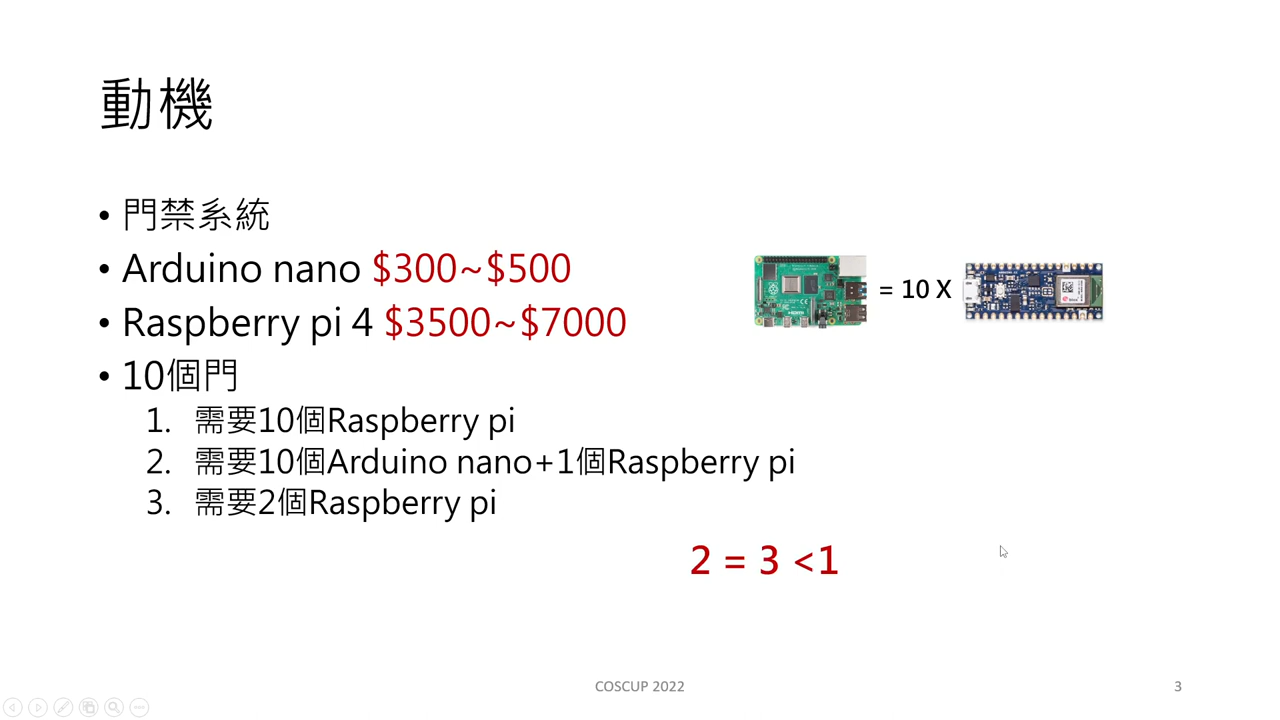 動機
• 門禁系統
• Arduino nano $300~$500
• Raspberry pi 4 $3500~$7000
= 10 X
• 10個門
1. 需要10個Raspberry pi
2. 需要10個Arduino nano+1個Raspberry pi
3. 需要2個Raspberry pi
2 = 3 <1
COSCUP 2022
3